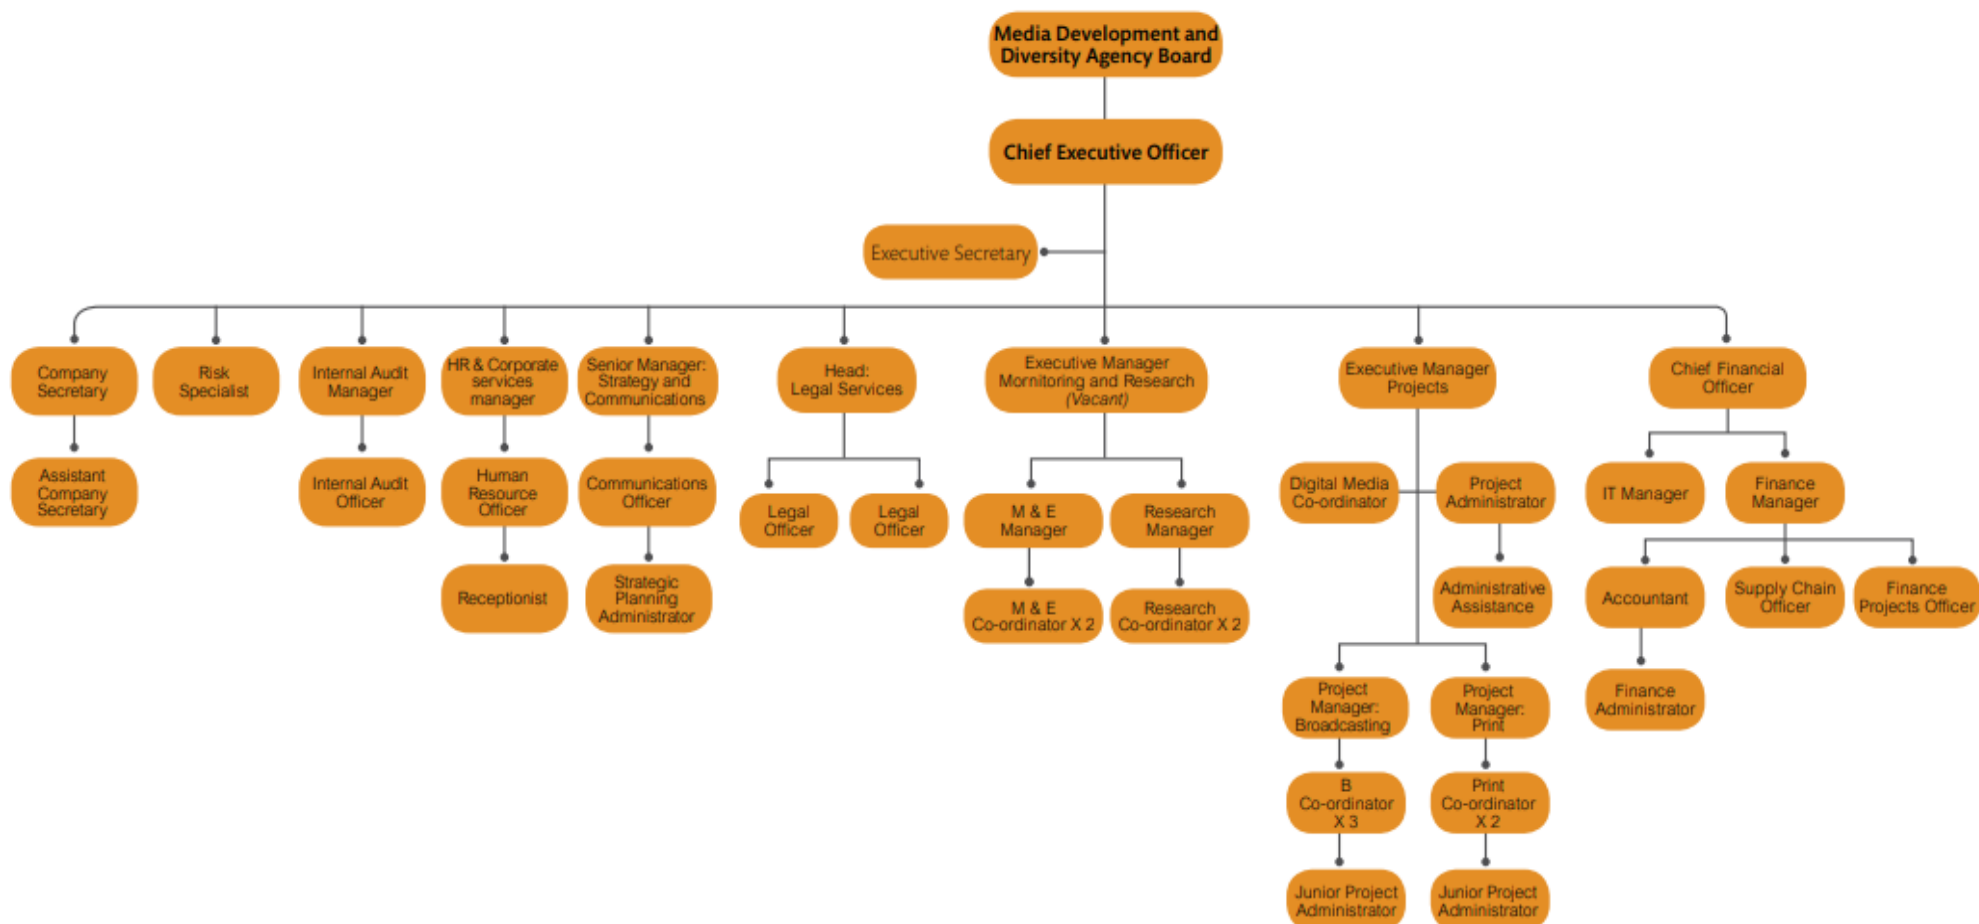 Media Development and
Diversity Agency Board
Chief Executive Officer
Executive Secretary
Company
Secretary
Risk
Specialist
Internal Audit
Manager
HR & Corporate
services
manager
Senior Manager:
Strategy and
Communications
Head:
Legal Services
Executive Manager
Mornitoring and Research
(Vacant)
Executive Manager
Projects
Chief Financial
Officer
Assistant
Company
Secretary
Internal Audit
Officer
Human
Resource
Officer
Communications
Officer
Legal
Officer
Legal
Officer
M & E
Manager
Research
Manager
Digital Media
Co-ordinator
Project
Administrator
IT Manager
Finance
Manager
Receptionist
Strategic
Planning
Administrator
M & E
Co-ordinator X 2
Research
Co-ordinator X 2
Administrative
Assistance
Accountant
Supply Chain
Officer
Finance
Projects Officer
Project
Manager:
Broadcasting
Project
Manager:
Print
Finance
Administrator
B
Co-ordinator
X 3
Print
Co-ordinator
X 2
Junior Project
Administrator
Junior Project
Administrator